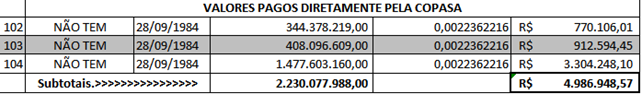 VALORES PAGOS DIRETAMENTE PELA COPASA
102 NÃO TEM 28/09/1984 344.378.219,00 0,0022362216 R$ 770.106,01
103 NÃO TEM 28/09/1984 408.096.609,00 0,0022362216 R$ 912.594,45
104 NÃO TEM 28/09/1984 1.477.603.160,00 0,0022362216 R$ 3.304.248,10
Subtotais.>>>>>>>>>>>>>>>> 2.230.077.988,00 R$ 4.986.948,57